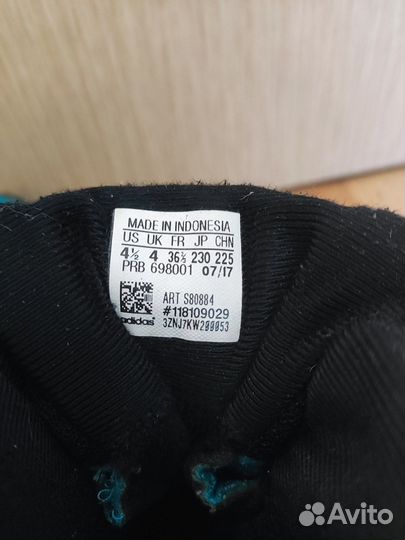 MADE IN INDONESIA
US UK FR JP CHN
4½ 4 36⅔ 230 225
PRB 698001 07/17
ART S80884
#118109029
adidas 3ZNJ7KW200053
Avito